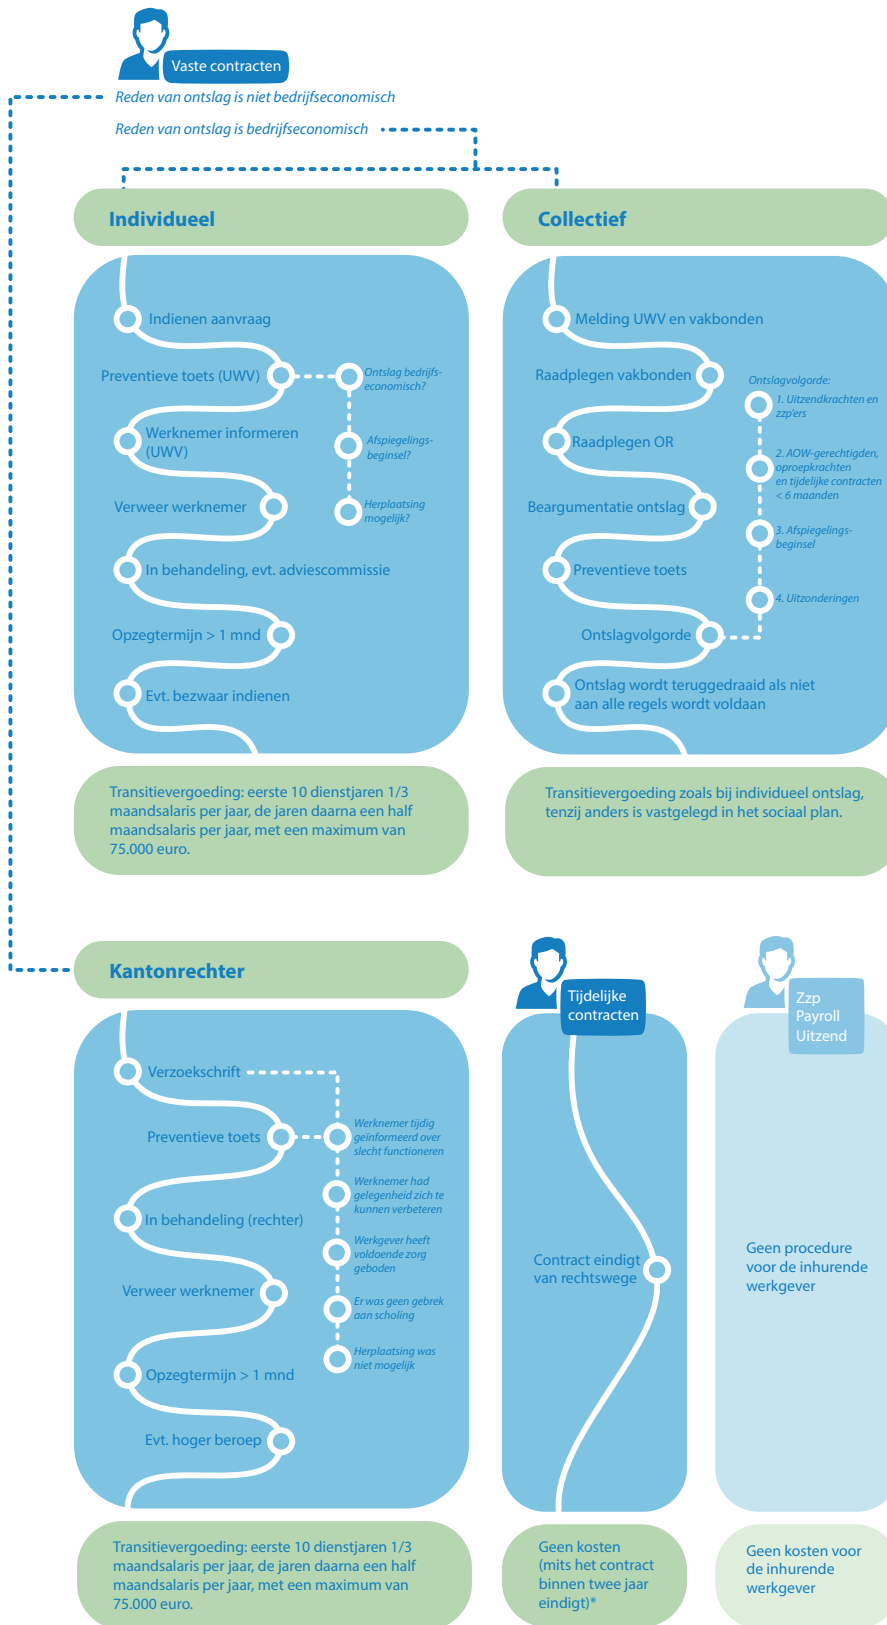 Vaste contracten
Reden van ontslag is niet bedrijfseconomisch
Reden van ontslag is bedrijfseconomisch
Individueel
Indienen aanvraag
Preventieve toets (UWV)
Ontslag bedrijfs-
economisch?
Werknemer informeren
(UWV)
Afspiegelings-
beginsel?
Verweer werknemer
Herplaatsing
mogelijk?
In behandeling, evt. adviescommissie
Opzegtermijn > 1 mnd
Evt. bezwaar indienen
Transitievergoeding: eerste 10 dienstjaren 1/3
maandsalaris per jaar, de jaren daarna een half
maandsalaris per jaar, met een maximum van
75.000 euro.
Collectief
Melding UWV en vakbonden
Raadplegen vakbonden
Raadplegen OR
Beargumentatie ontslag
Preventieve toets
Ontslagvolgorde
Ontslagvolgorde:
1. Uitzendkrachten en
zzp'ers
2. AOW-gerechtigden,
oproepkrachten
en tijdelijke contracten
< 6 maanden
3. Afspiegelings-
beginsel
4. Uitzonderingen
Ontslag wordt teruggedraaid als niet
aan alle regels wordt voldaan
Transitievergoeding zoals bij individueel ontslag,
tenzij anders is vastgelegd in het sociaal plan.
Kantonrechter
Verzoekschrift
Preventieve toets
Werknemer tijdig
geïnformeerd over
slecht functioneren
Werknemer had
gelegenheid zich te
kunnen verbeteren
Werkgever heeft
voldoende zorg
geboden
Er was geen gebrek
aan scholing
Herplaatsing was
niet mogelijk
In behandeling (rechter)
Verweer werknemer
Opzegtermijn > 1 mnd
Evt. hoger beroep
Transitievergoeding: eerste 10 dienstjaren 1/3
maandsalaris per jaar, de jaren daarna een half
maandsalaris per jaar, met een maximum van
75.000 euro.
Tijdelijke
contracten
Contract eindigt
van rechtswege
Geen kosten
(mits het contract
binnen twee jaar
eindigt)*
Zzp
Payroll
Uitzend
Geen procedure
voor de inhurende
werkgever
Geen kosten voor
de inhurende
werkgever